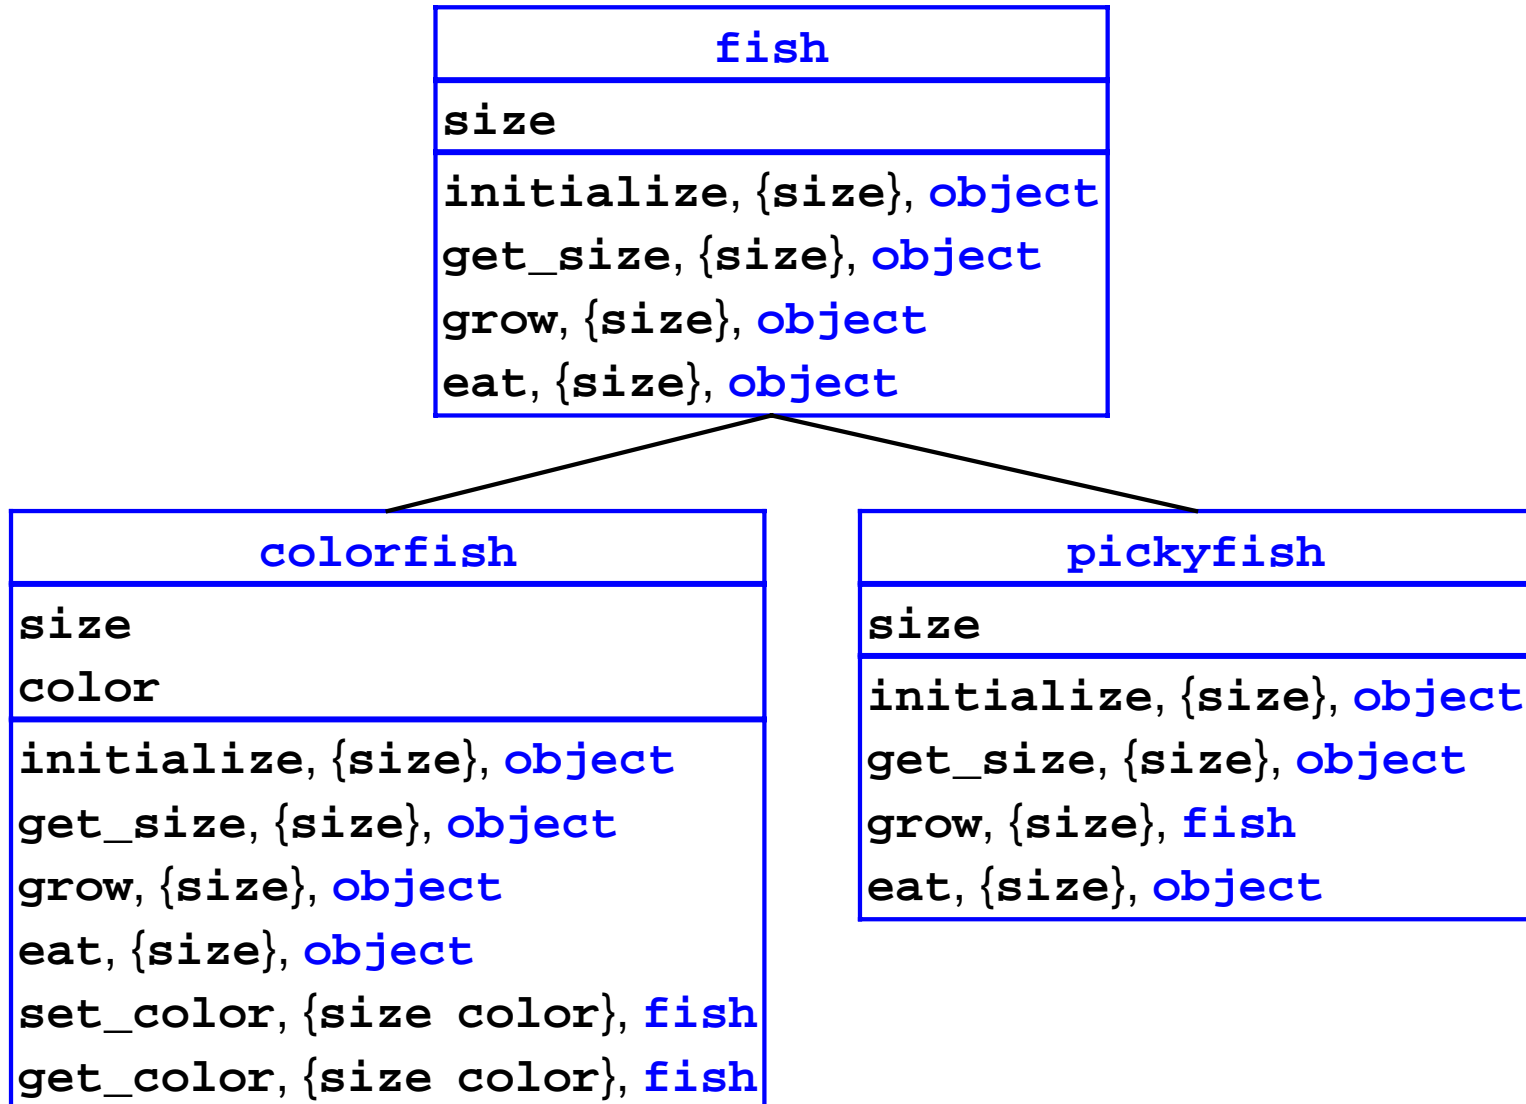 fish
size
initialize, {size}, object
get_size, {size}, object
grow, {size}, object
eat, {size}, object
colorfish
size
color
initialize, {size}, object
get_size, {size}, object
grow, {size}, object
eat, {size}, object
set_color, {size color}, fish
get_color, {size color}, fish
pickyfish
size
initialize, {size}, object
get_size, {size}, object
grow, {size}, fish
eat, {size}, object